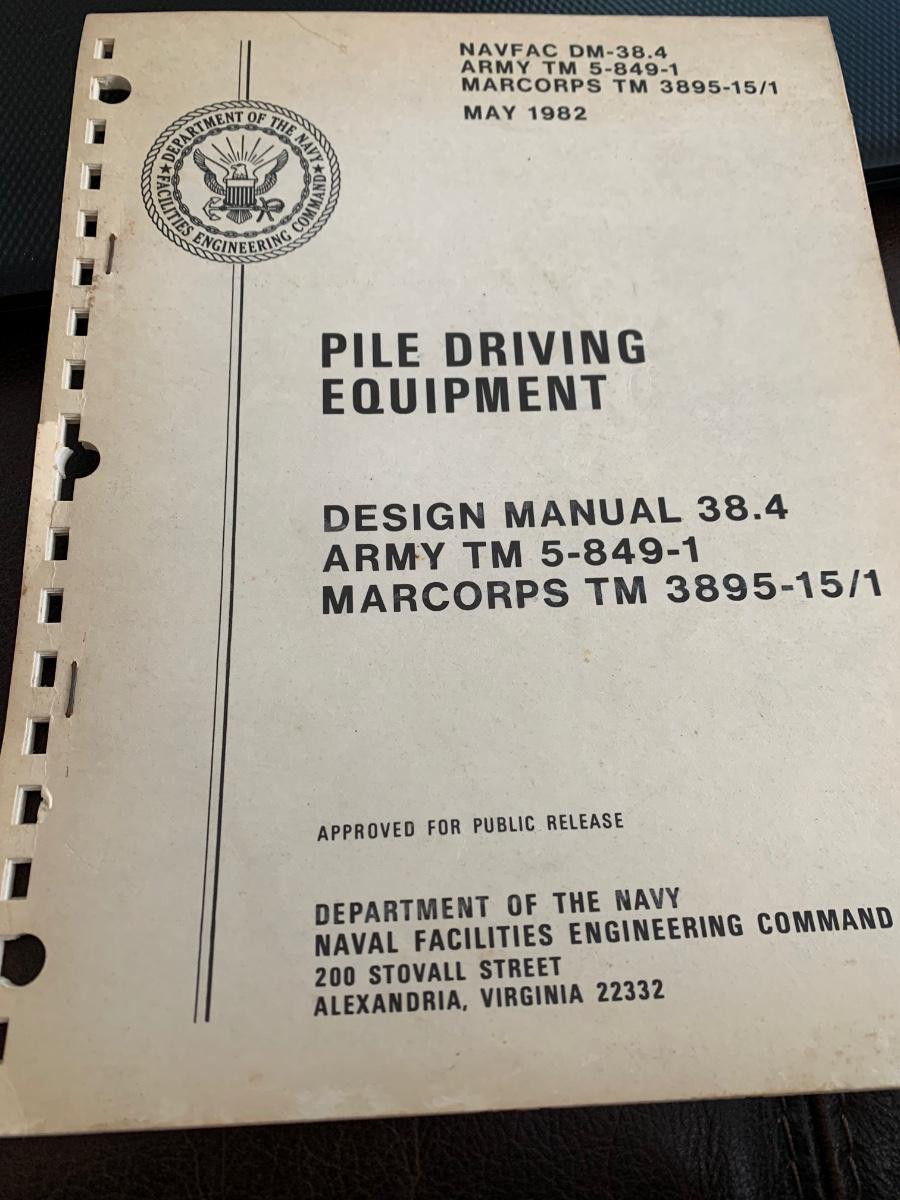 NAVFAC DM-38.4
ARMY TM 5-849-1
MARCORPS TM 3895-15/1
MAY 1982
DEPARTMENT OF THE NAVY
★ FACILITIES ENGINEERING COMMAND ★
PILE DRIVING
EQUIPMENT
DESIGN MANUAL 38.4
ARMY TM 5-849-1
MARCORPS TM 3895-15/1
APPROVED FOR PUBLIC RELEASE
DEPARTMENT OF THE NAVY
NAVAL FACILITIES ENGINEERING COMMAND
200 STOVALL STREET
ALEXANDRIA, VIRGINIA 22332